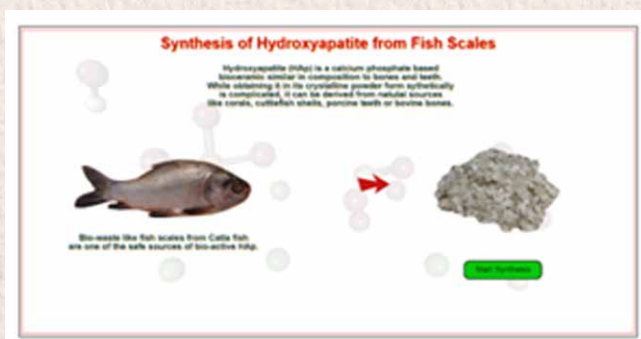 Synthesis of Hydroxyapatite from Fish Scales
Hydroxyapatite (HAp) is a calcium phosphate based
bioceramic similar in composition to bones and teeth.
While obtaining it in its crystalline powder form sythetically
is complicated, it can be derived from natural sources
like corals, cuttlefish shells, porcine teeth or bovine bones.
Bio-waste like fish scales from Catla fish
are one of the safe sources of bio-active HAp.
Start Synthesis